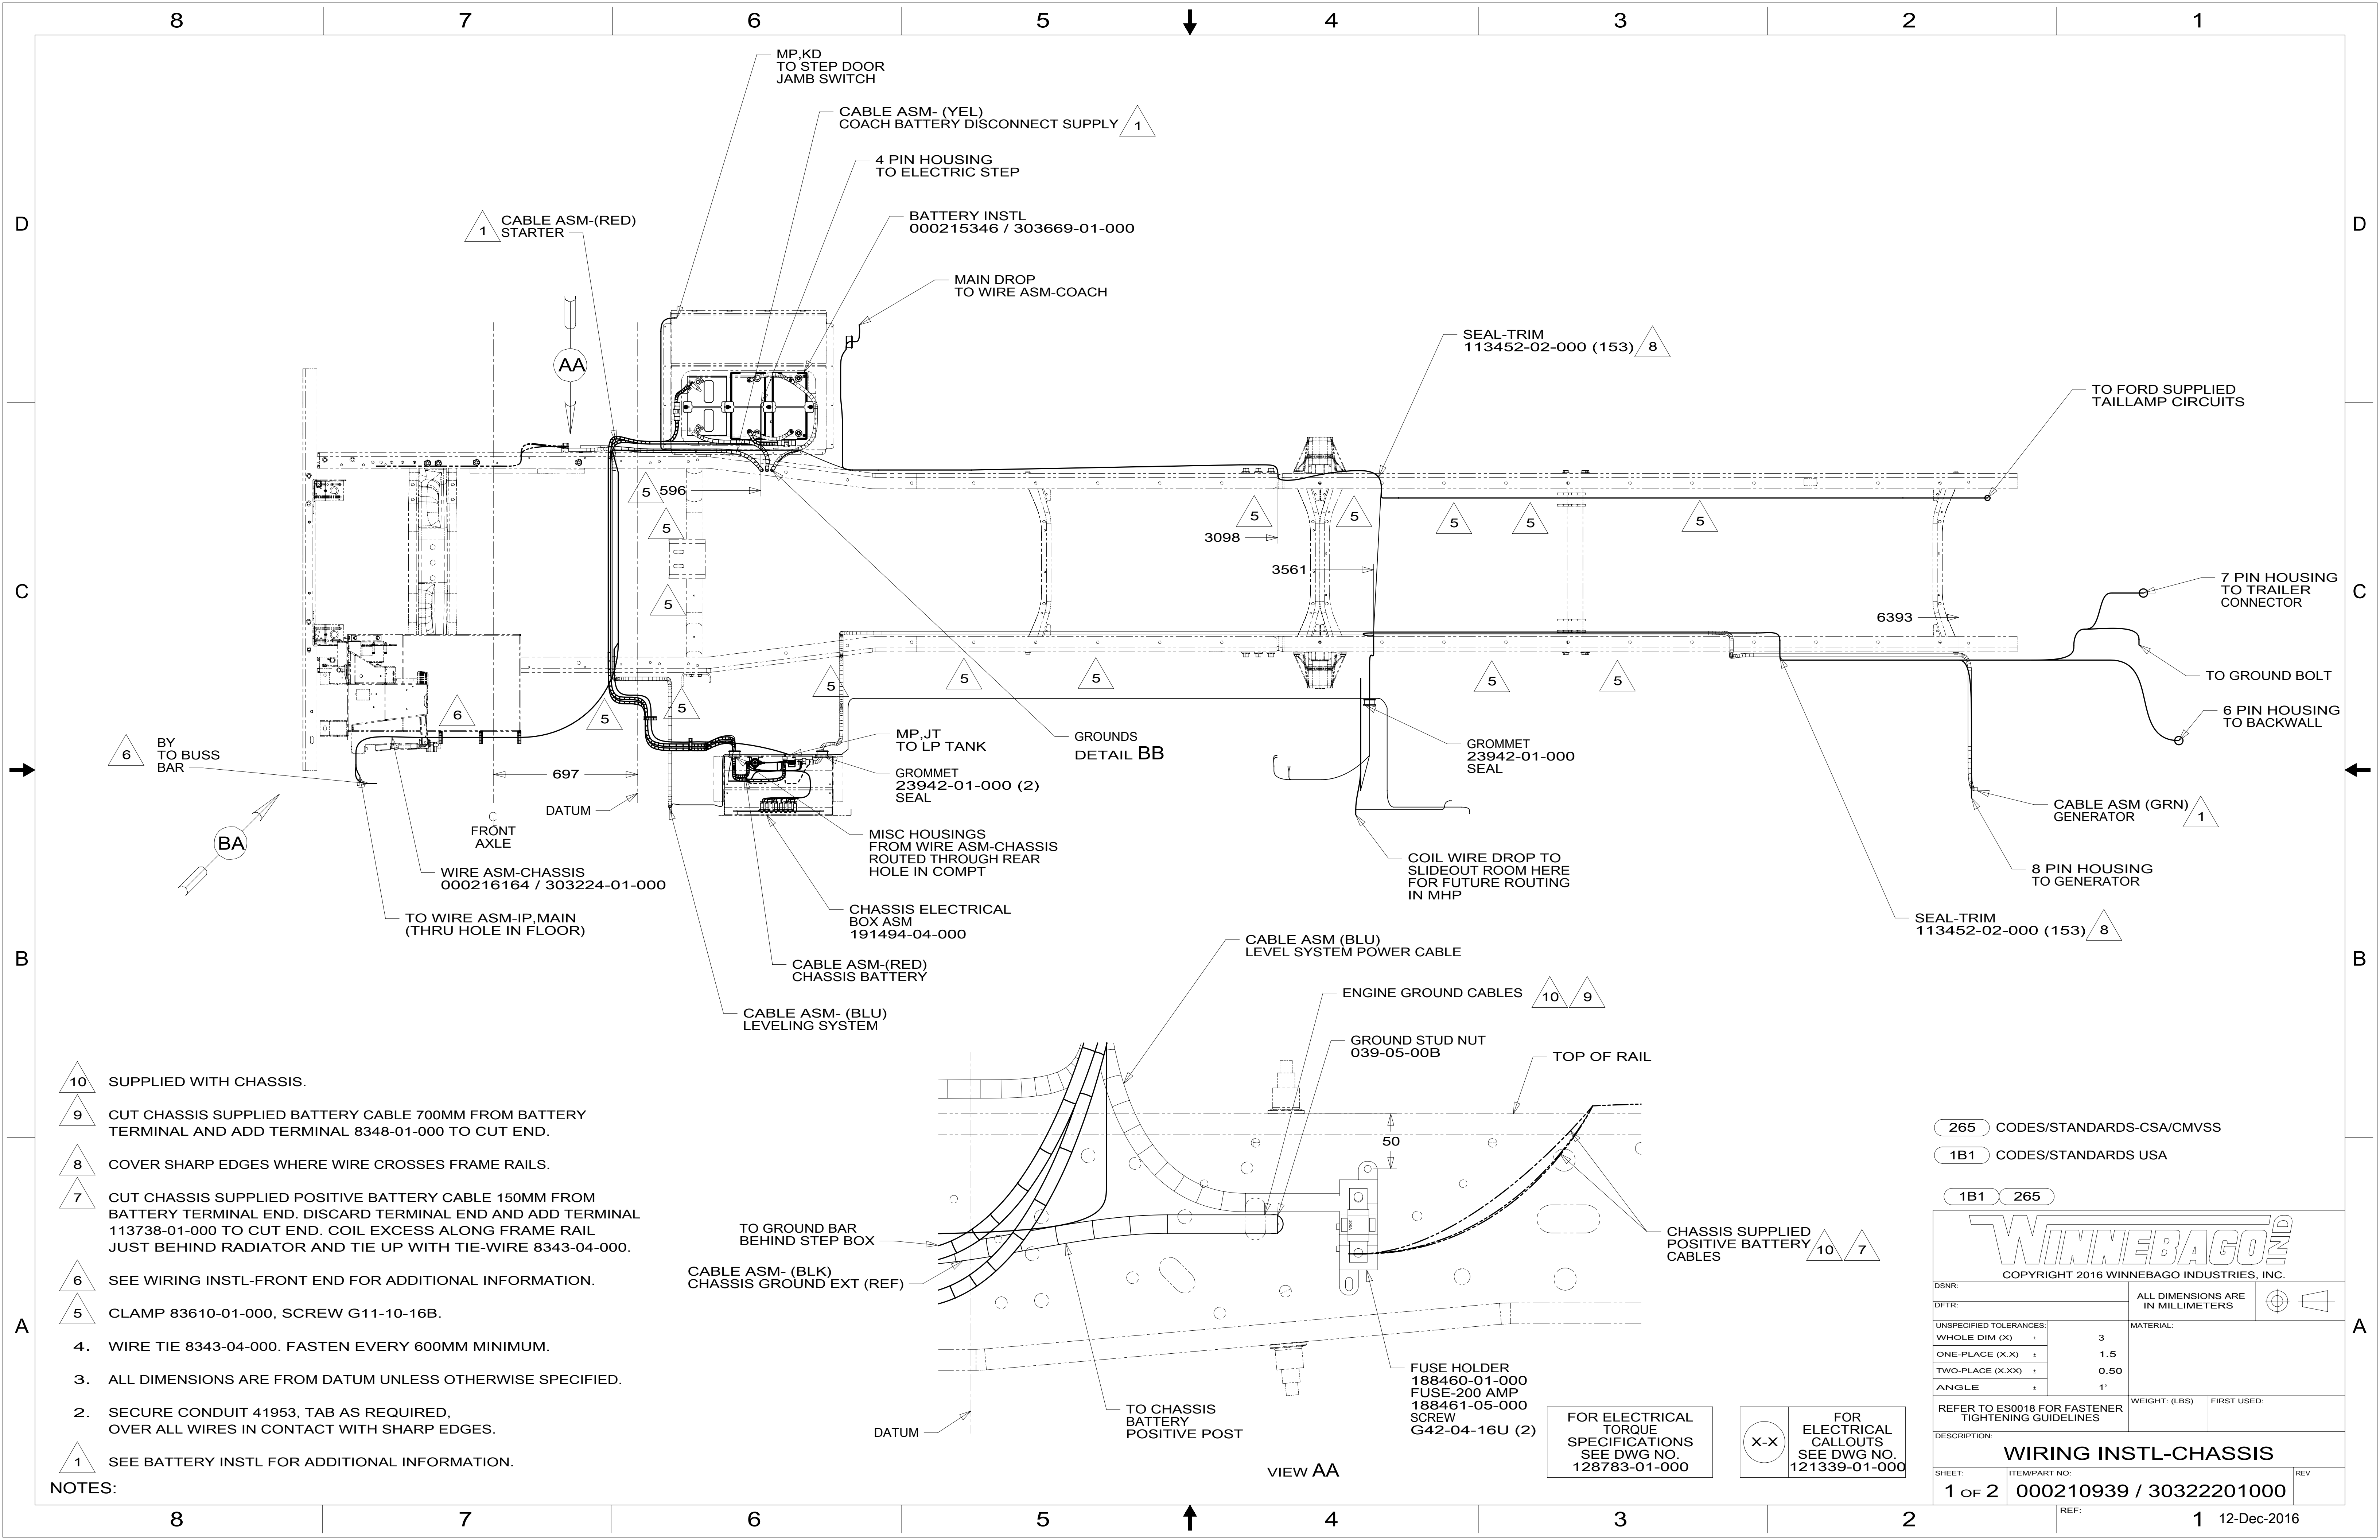 8 7 6 5 4 3 2 1
MP,KD
TO STEP DOOR
JAMB SWITCH
CABLE ASM- (YEL)
COACH BATTERY DISCONNECT SUPPLY 1
4 PIN HOUSING
TO ELECTRIC STEP
D
D
1 CABLE ASM-(RED)
STARTER
BATTERY INSTL
000215346 / 303669-01-000
MAIN DROP
TO WIRE ASM-COACH
AA
SEAL-TRIM
113452-02-000 (153) 8
TO FORD SUPPLIED
TAILLAMP CIRCUITS
5 596
5
5
5
5
5
5
5
3098
3561
C
C
7 PIN HOUSING
TO TRAILER
CONNECTOR
6393
5
5
5
5
5
5
5
TO GROUND BOLT
6
6 PIN HOUSING
TO BACKWALL
6 BY
TO BUSS
BAR
MP,JT
TO LP TANK
GROUNDS
DETAIL BB
GROMMET
23942-01-000
SEAL
697
GROMMET
23942-01-000 (2)
SEAL
DATUM
CABLE ASM (GRN)
GENERATOR 1
FRONT
AXLE
BA
MISC HOUSINGS
FROM WIRE ASM-CHASSIS
ROUTED THROUGH REAR
HOLE IN COMPT
COIL WIRE DROP TO
SLIDEOUT ROOM HERE
FOR FUTURE ROUTING
IN MHP
8 PIN HOUSING
TO GENERATOR
WIRE ASM-CHASSIS
000216164 / 303224-01-000
TO WIRE ASM-IP,MAIN
(THRU HOLE IN FLOOR)
CHASSIS ELECTRICAL
BOX ASM
191494-04-000
SEAL-TRIM
113452-02-000 (153) 8
B
B
CABLE ASM-(RED)
CHASSIS BATTERY
CABLE ASM (BLU)
LEVEL SYSTEM POWER CABLE
CABLE ASM- (BLU)
LEVELING SYSTEM
ENGINE GROUND CABLES 10 9
GROUND STUD NUT
039-05-00B
TOP OF RAIL
50
TO GROUND BAR
BEHIND STEP BOX
CABLE ASM- (BLK)
CHASSIS GROUND EXT (REF)
CHASSIS SUPPLIED
POSITIVE BATTERY
CABLES 10 7
FUSE HOLDER
188460-01-000
FUSE-200 AMP
188461-05-000
SCREW
G42-04-16U (2)
TO CHASSIS
BATTERY
POSITIVE POST
DATUM
VIEW AA
10 SUPPLIED WITH CHASSIS.
9 CUT CHASSIS SUPPLIED BATTERY CABLE 700MM FROM BATTERY
TERMINAL AND ADD TERMINAL 8348-01-000 TO CUT END.
8 COVER SHARP EDGES WHERE WIRE CROSSES FRAME RAILS.
7 CUT CHASSIS SUPPLIED POSITIVE BATTERY CABLE 150MM FROM
BATTERY TERMINAL END. DISCARD TERMINAL END AND ADD TERMINAL
113738-01-000 TO CUT END. COIL EXCESS ALONG FRAME RAIL
JUST BEHIND RADIATOR AND TIE UP WITH TIE-WIRE 8343-04-000.
6 SEE WIRING INSTL-FRONT END FOR ADDITIONAL INFORMATION.
5 CLAMP 83610-01-000, SCREW G11-10-16B.
4. WIRE TIE 8343-04-000. FASTEN EVERY 600MM MINIMUM.
3. ALL DIMENSIONS ARE FROM DATUM UNLESS OTHERWISE SPECIFIED.
2. SECURE CONDUIT 41953, TAB AS REQUIRED,
OVER ALL WIRES IN CONTACT WITH SHARP EDGES.
1 SEE BATTERY INSTL FOR ADDITIONAL INFORMATION.
NOTES:
A
A
FOR ELECTRICAL
TORQUE
SPECIFICATIONS
SEE DWG NO.
128783-01-000
X-X
FOR
ELECTRICAL
CALLOUTS
SEE DWG NO.
121339-01-000
265 CODES/STANDARDS-CSA/CMVSS
1B1 CODES/STANDARDS USA
1B1 265
WINNEBAGO IND
COPYRIGHT 2016 WINNEBAGO INDUSTRIES, INC.
DSNR:
DFTR:
ALL DIMENSIONS ARE
IN MILLIMETERS
UNSPECIFIED TOLERANCES:
MATERIAL:
WHOLE DIM (X) ± 3
ONE-PLACE (X.X) ± 1.5
TWO-PLACE (X.XX) ± 0.50
ANGLE ± 1°
REFER TO ES0018 FOR FASTENER
TIGHTENING GUIDELINES
WEIGHT: (LBS)
FIRST USED:
DESCRIPTION:
WIRING INSTL-CHASSIS
SHEET:
1 OF 2
ITEM/PART NO:
000210939 / 30322201000
REV
8 7 6 5 4 3 2 1
REF:
12-Dec-2016